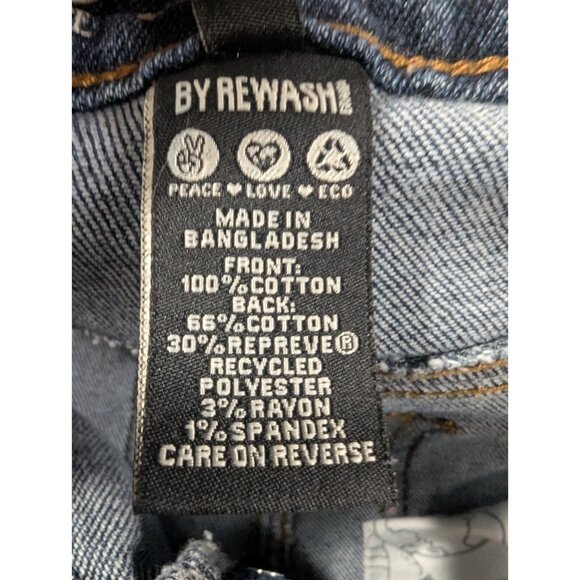 BY REWASH
PEACE ♥ LOVE ♥ ECO
MADE IN
BANGLADESH
FRONT:
100% COTTON
BACK:
66% COTTON
30% REPREVE®
RECYCLED
POLYESTER
3% RAYON
1% SPANDEX
CARE ON REVERSE